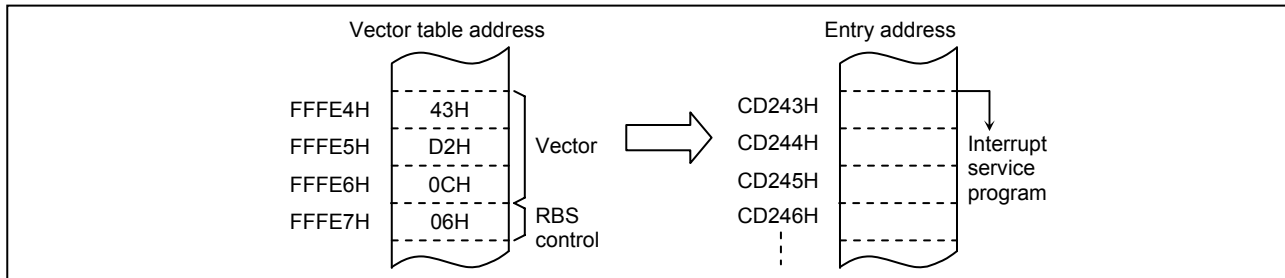 Vector table address
Entry address
FFFE4H 43H
FFFE5H D2H
FFFE6H 0CH
FFFE7H 06H
Vector
RBS
control
CD243H
CD244H
CD245H
CD246H
Interrupt
service
program